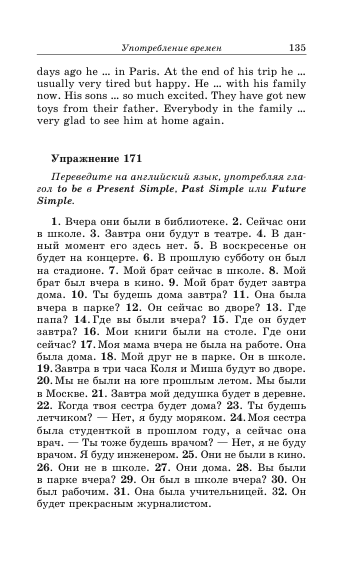 Употребление времен 135
days ago he ... in Paris. At the end of his trip he ...
usually very tired but happy. He ... with his family
now. His sons ... so much excited. They have got new
toys from their father. Everybody in the family ...
very glad to see him at home again.
Упражнение 171
Переведите на английский язык, употребляя гла-
гол to be в Present Simple, Past Simple или Future
Simple.
1. Вчера они были в библиотеке. 2. Сейчас они
в школе. 3. Завтра они будут в театре. 4. В дан-
ный момент его здесь нет. 5. В воскресенье он
будет на концерте. 6. В прошлую субботу он был
на стадионе. 7. Мой брат сейчас в школе. 8. Мой
брат был вчера в кино. 9. Мой брат будет завтра
дома. 10. Ты будешь дома завтра? 11. Она была
вчера в парке? 12. Он сейчас во дворе? 13. Где
папа? 14. Где вы были вчера? 15. Где он будет
завтра? 16. Мои книги были на столе. Где они
сейчас? 17. Моя мама вчера не была на работе. Она
была дома. 18. Мой друг не в парке. Он в школе.
19. Завтра в три часа Коля и Миша будут во дворе.
20. Мы не были на юге прошлым летом. Мы были
в Москве. 21. Завтра мой дедушка будет в деревне.
22. Когда твоя сестра будет дома? 23. Ты будешь
летчиком? — Нет, я буду моряком. 24. Моя сестра
была студенткой в прошлом году, а сейчас она
врач. — Ты тоже будешь врачом? — Нет, я не буду
врачом. Я буду инженером. 25. Они не были в кино.
26. Они не в школе. 27. Они дома. 28. Вы были
в парке вчера? 29. Он был в школе вчера? 30. Он
был рабочим. 31. Она была учительницей. 32. Он
будет прекрасным журналистом.